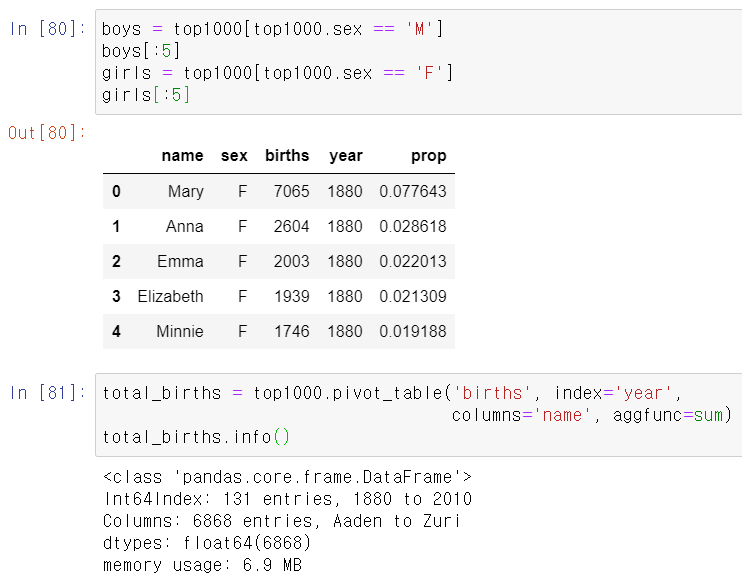 In [80]: boys = top1000[top1000.sex == 'M']
boys[:5]
girls = top1000[top1000.sex == 'F']
girls[:5]
Out[80]:
name sex births year prop
0 Mary F 7065 1880 0.077643
1 Anna F 2604 1880 0.028618
2 Emma F 2003 1880 0.022013
3 Elizabeth F 1939 1880 0.021309
4 Minnie F 1746 1880 0.019188
In [81]: total_births = top1000.pivot_table('births', index='year',
columns='name', aggfunc=sum)
total_births.info()
<class 'pandas.core.frame.DataFrame'>
Int64Index: 131 entries, 1880 to 2010
Columns: 6868 entries, Aaden to Zuri
dtypes: float64(6868)
memory usage: 6.9 MB